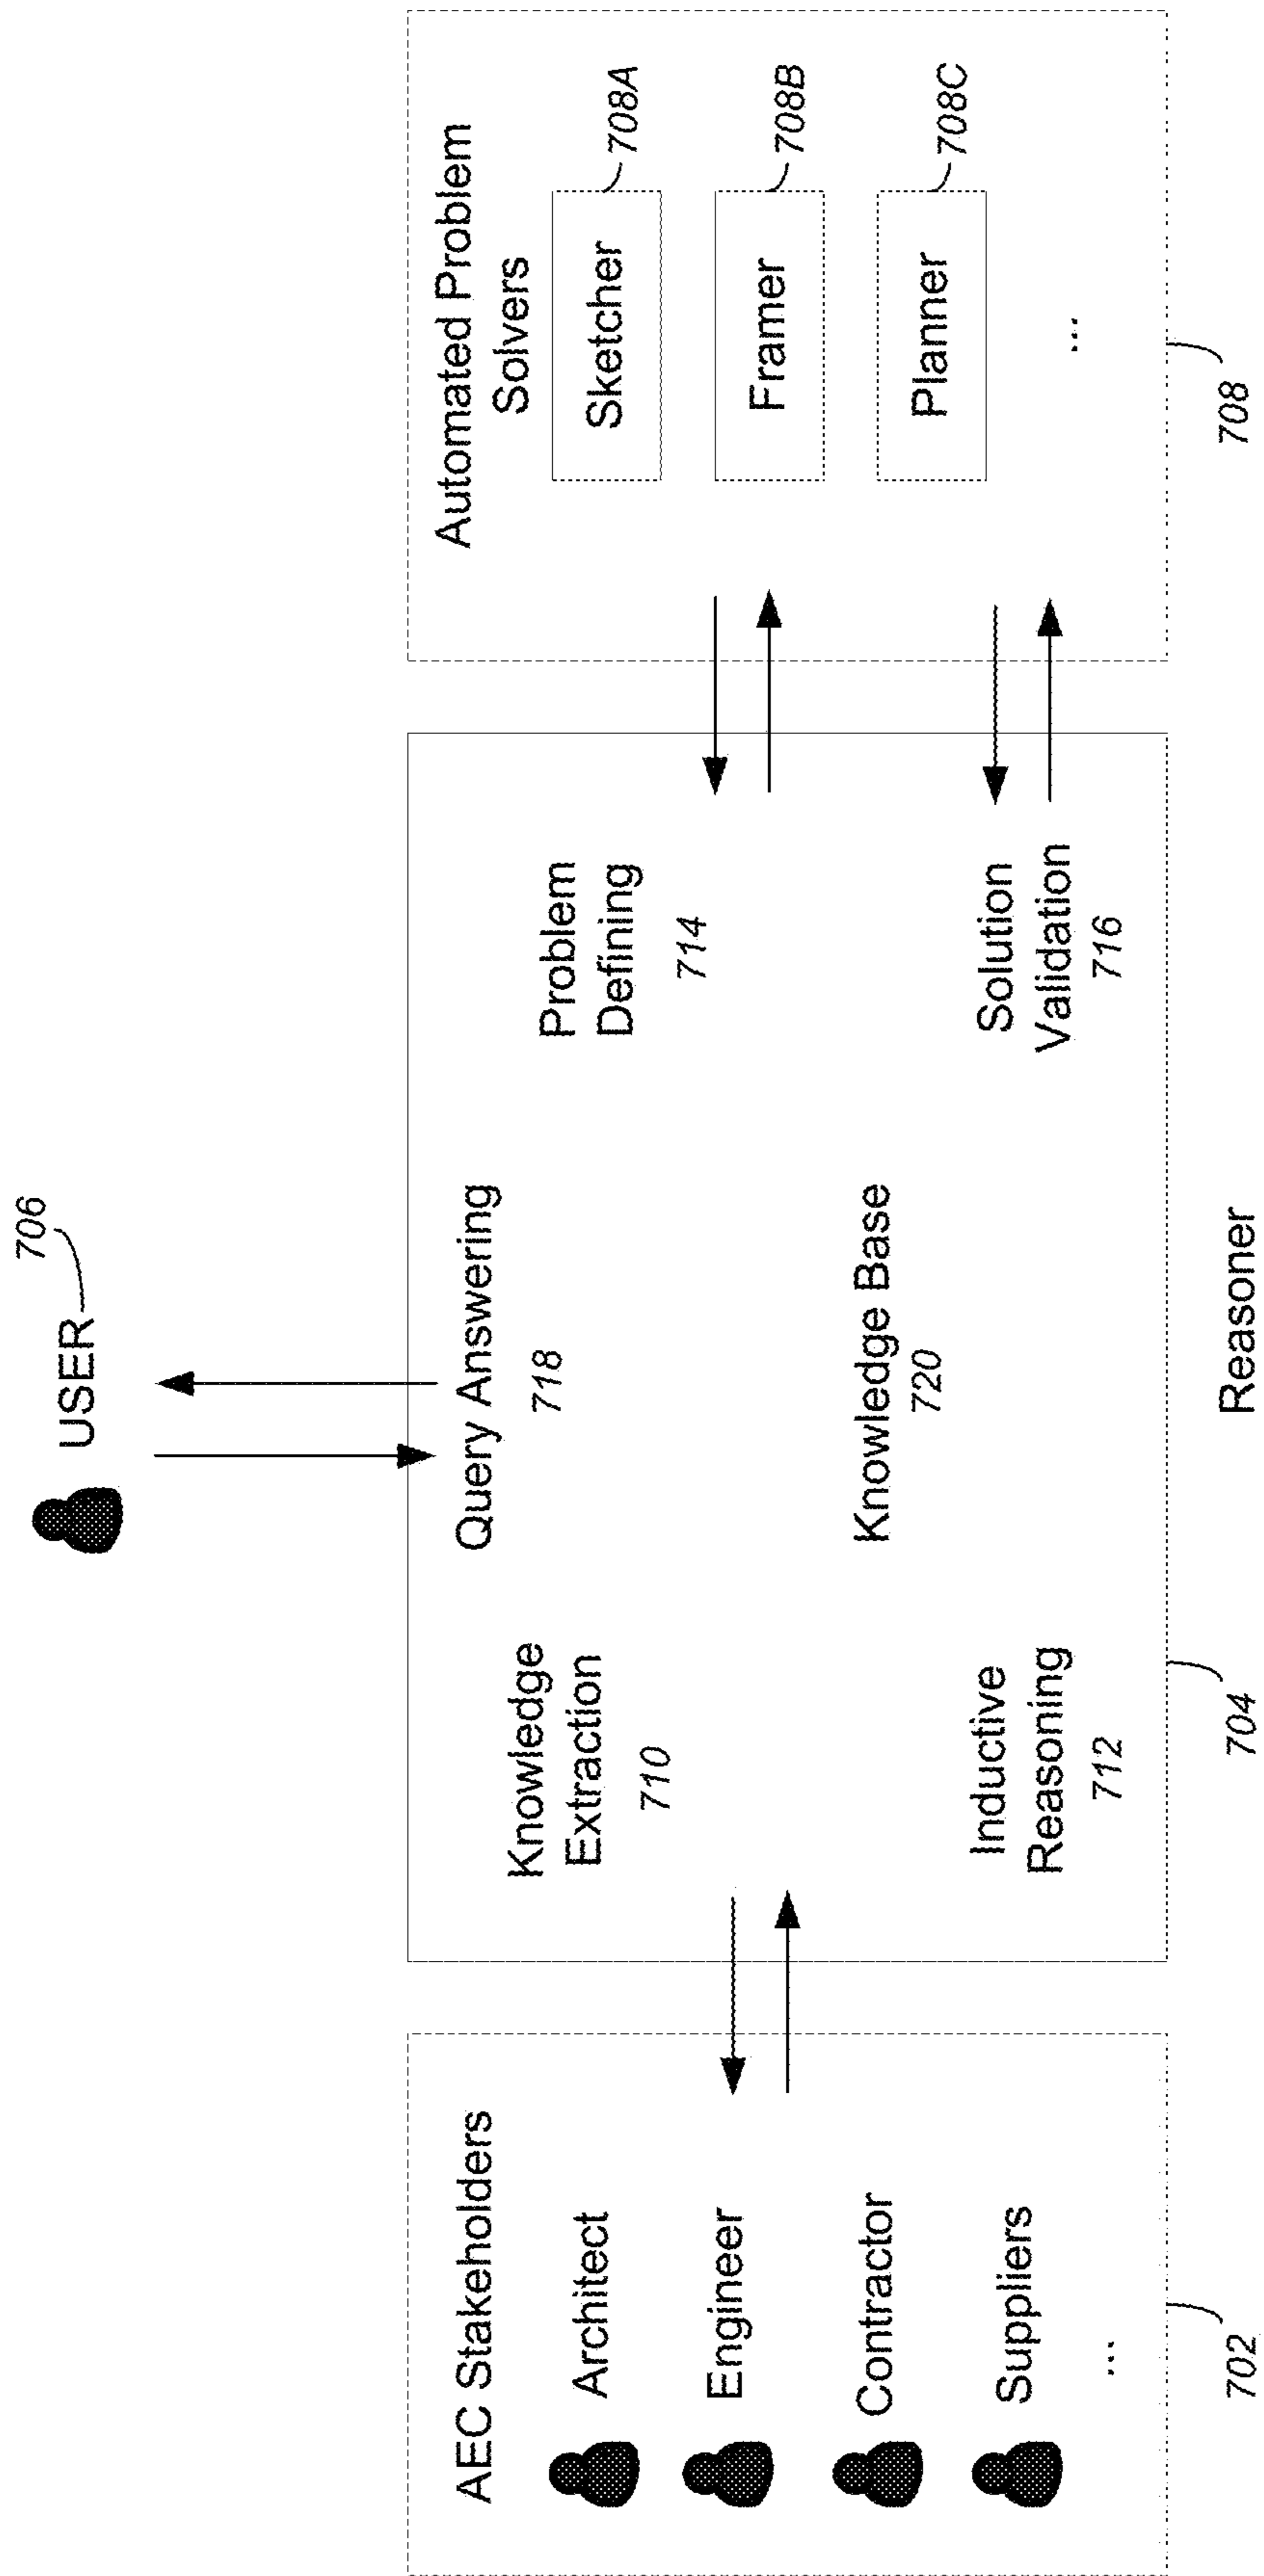 USER
706
AEC Stakeholders
Architect
Engineer
Contractor
Suppliers
...
702
Knowledge
Extraction
710
Query Answering
718
Problem
Defining
714
Knowledge Base
720
Inductive
Reasoning
712
Solution
Validation
716
704
Reasoner
Automated Problem
Solvers
Sketcher
708A
Framer
708B
Planner
708C
...
708